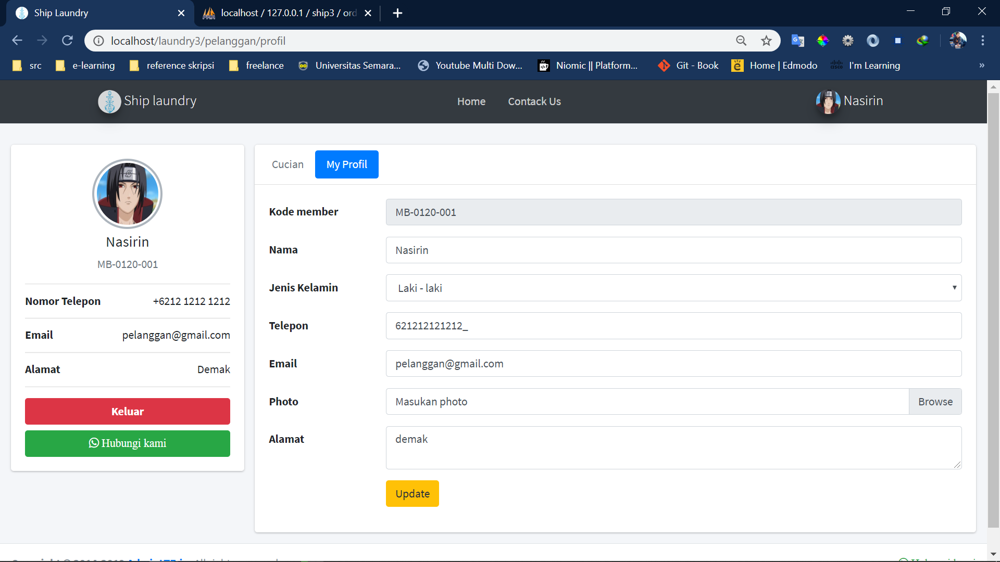 Ship Laundry
localhost / 127.0.0.1 / ship3 / ord
localhost/laundry3/pelanggan/profil
src e-learning reference skripsi freelance Universitas Semara... Youtube Multi Dow... Niomic || Platform... Git - Book Home | Edmodo I'm Learning »
Ship laundry Home Contack Us Nasirin
Nasirin
MB-0120-001
Nomor Telepon +6212 1212 1212
Email pelanggan@gmail.com
Alamat Demak
Keluar
Hubungi kami
Cucian My Profil
Kode member MB-0120-001
Nama Nasirin
Jenis Kelamin Laki - laki
Telepon 621212121212_
Email pelanggan@gmail.com
Photo Masukan photo Browse
Alamat demak
Update